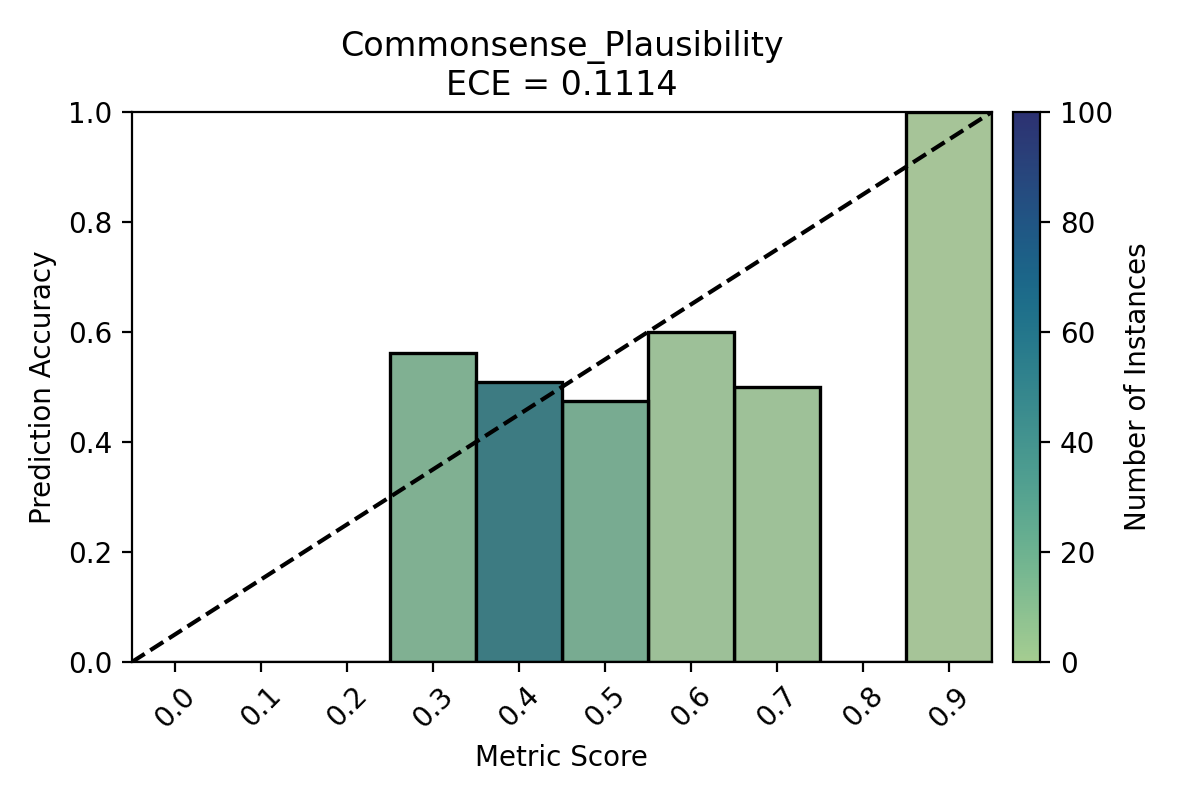 Commonsense_Plausibility
ECE = 0.1114
1.0
0.8
0.6
0.4
0.2
0.0
Prediction Accuracy
0.0 0.1 0.2 0.3 0.4 0.5 0.6 0.7 0.8 0.9
Metric Score
100
80
60
40
20
0
Number of Instances